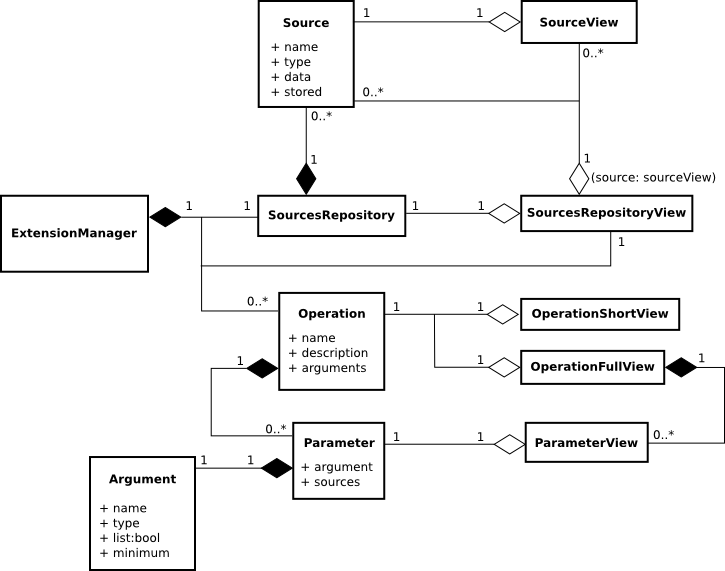 Source
+ name
+ type
+ data
+ stored
1
1
SourceView
0..*
0..*
0..*
1
1
(source: sourceView)
ExtensionManager
1
1
SourcesRepository
1
1
SourcesRepositoryView
1
0..*
Operation
+ name
+ description
+ arguments
1
1
OperationShortView
1
1
OperationFullView
1
0..*
Parameter
+ argument
+ sources
1
1
ParameterView
0..*
Argument
+ name
+ type
+ list:bool
+ minimum
1
1